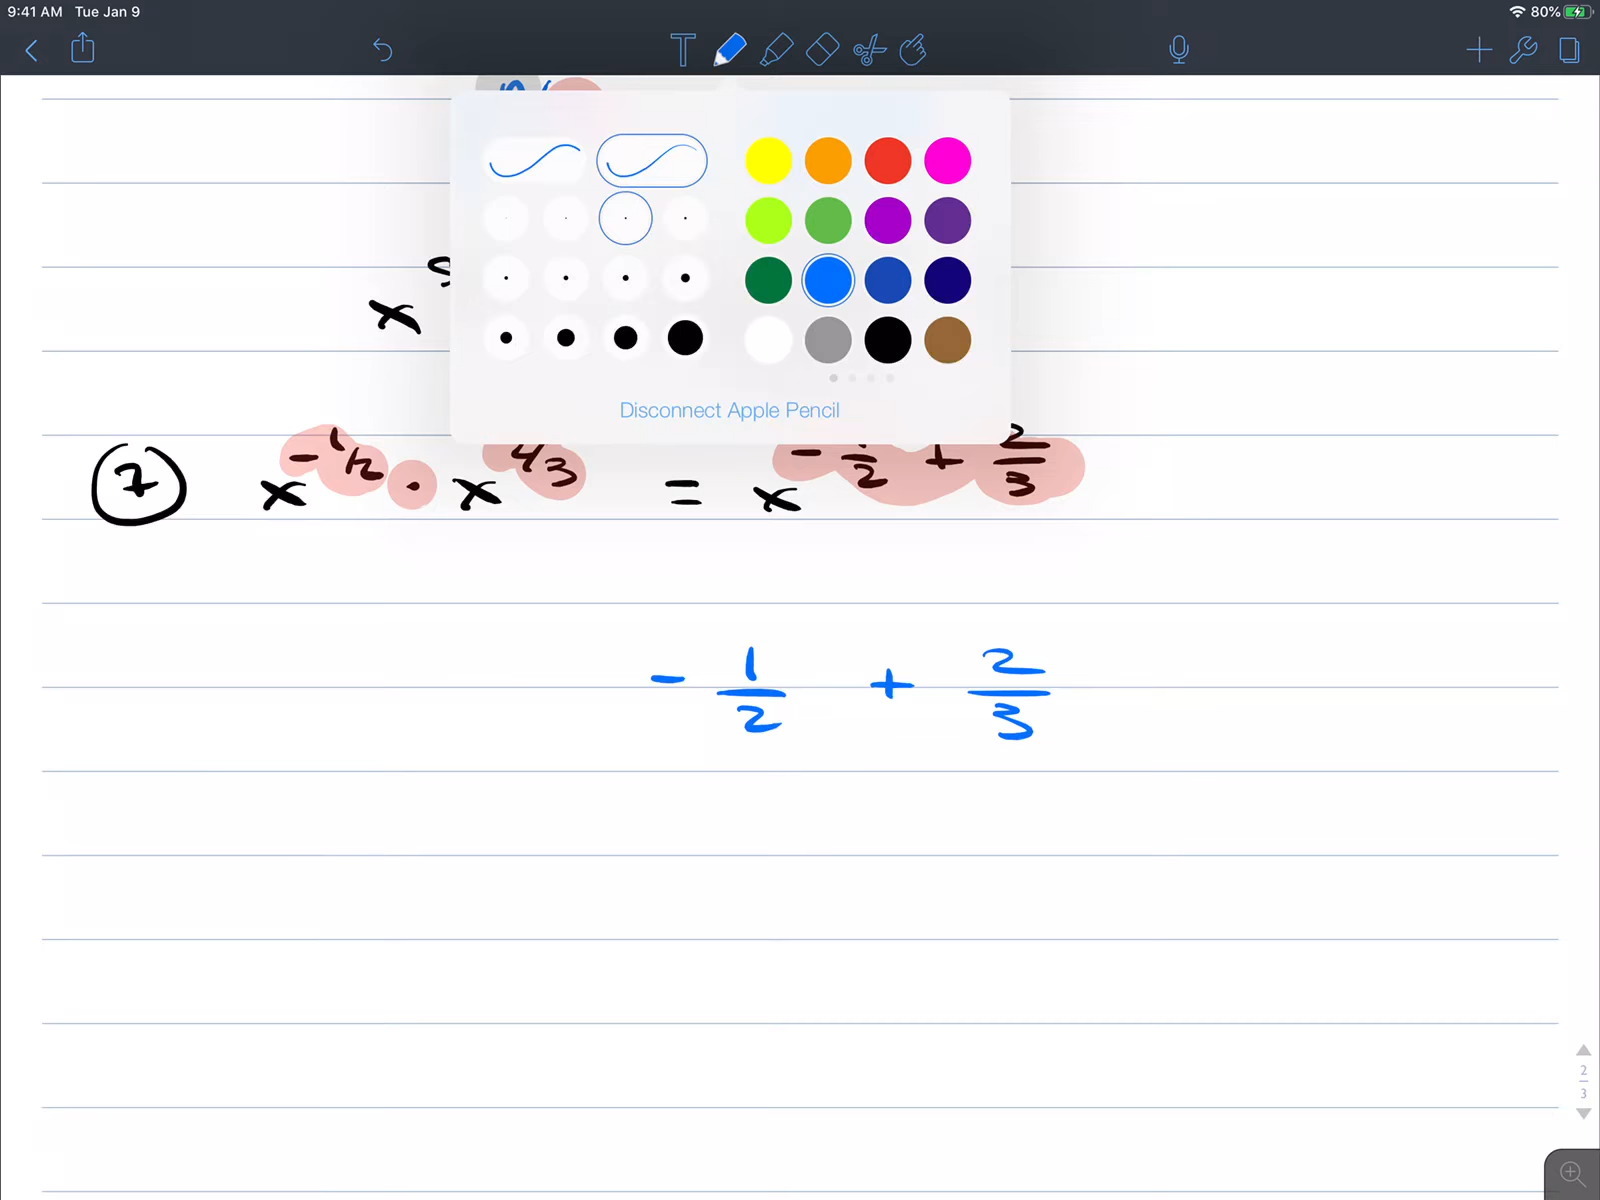 9:41 AM Tue Jan 9
80%
T
x
Disconnect Apple Pencil
7 x^-1/2 · x^4/3 = x^-1/2 + 2/3
- 1/2 + 2/3
2
3